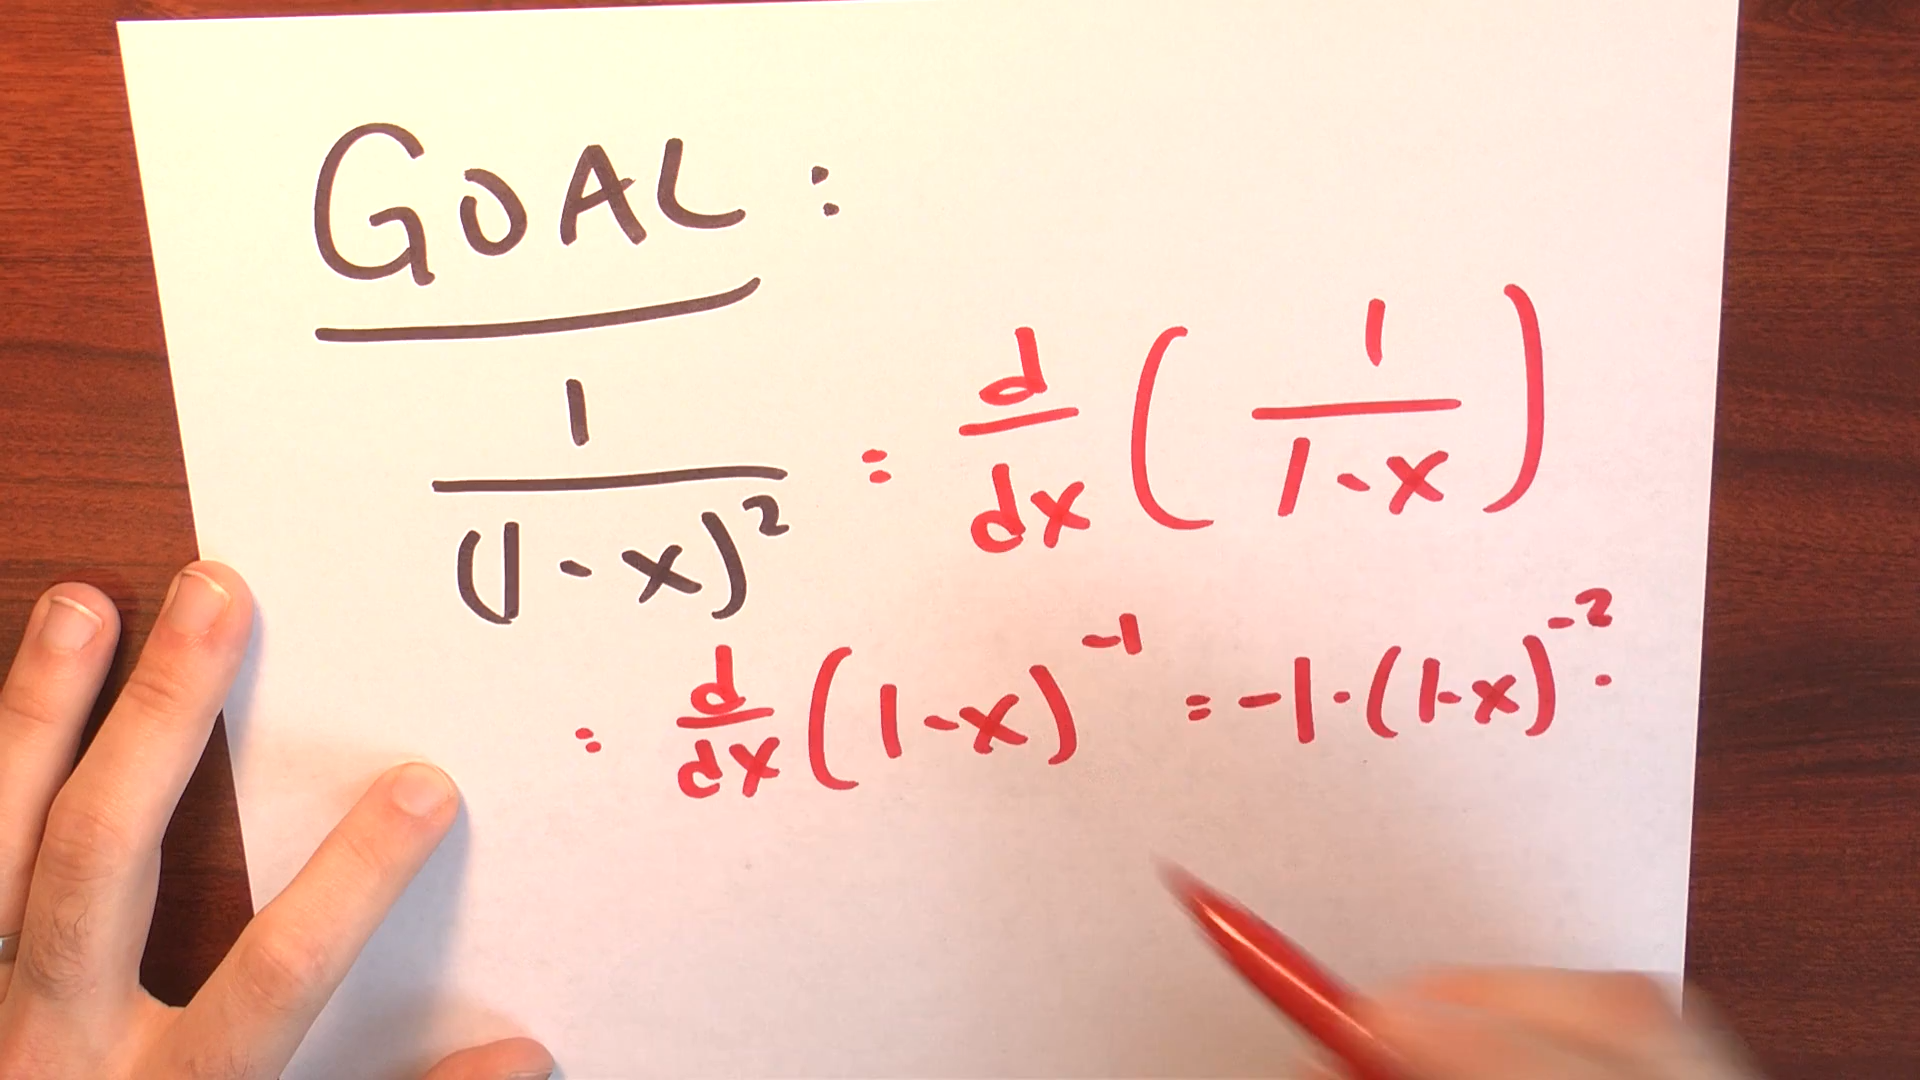 GOAL :
1/(1-x)² = d/dx ( 1/(1-x) )
= d/dx (1-x)⁻¹ = -1·(1-x)⁻²·